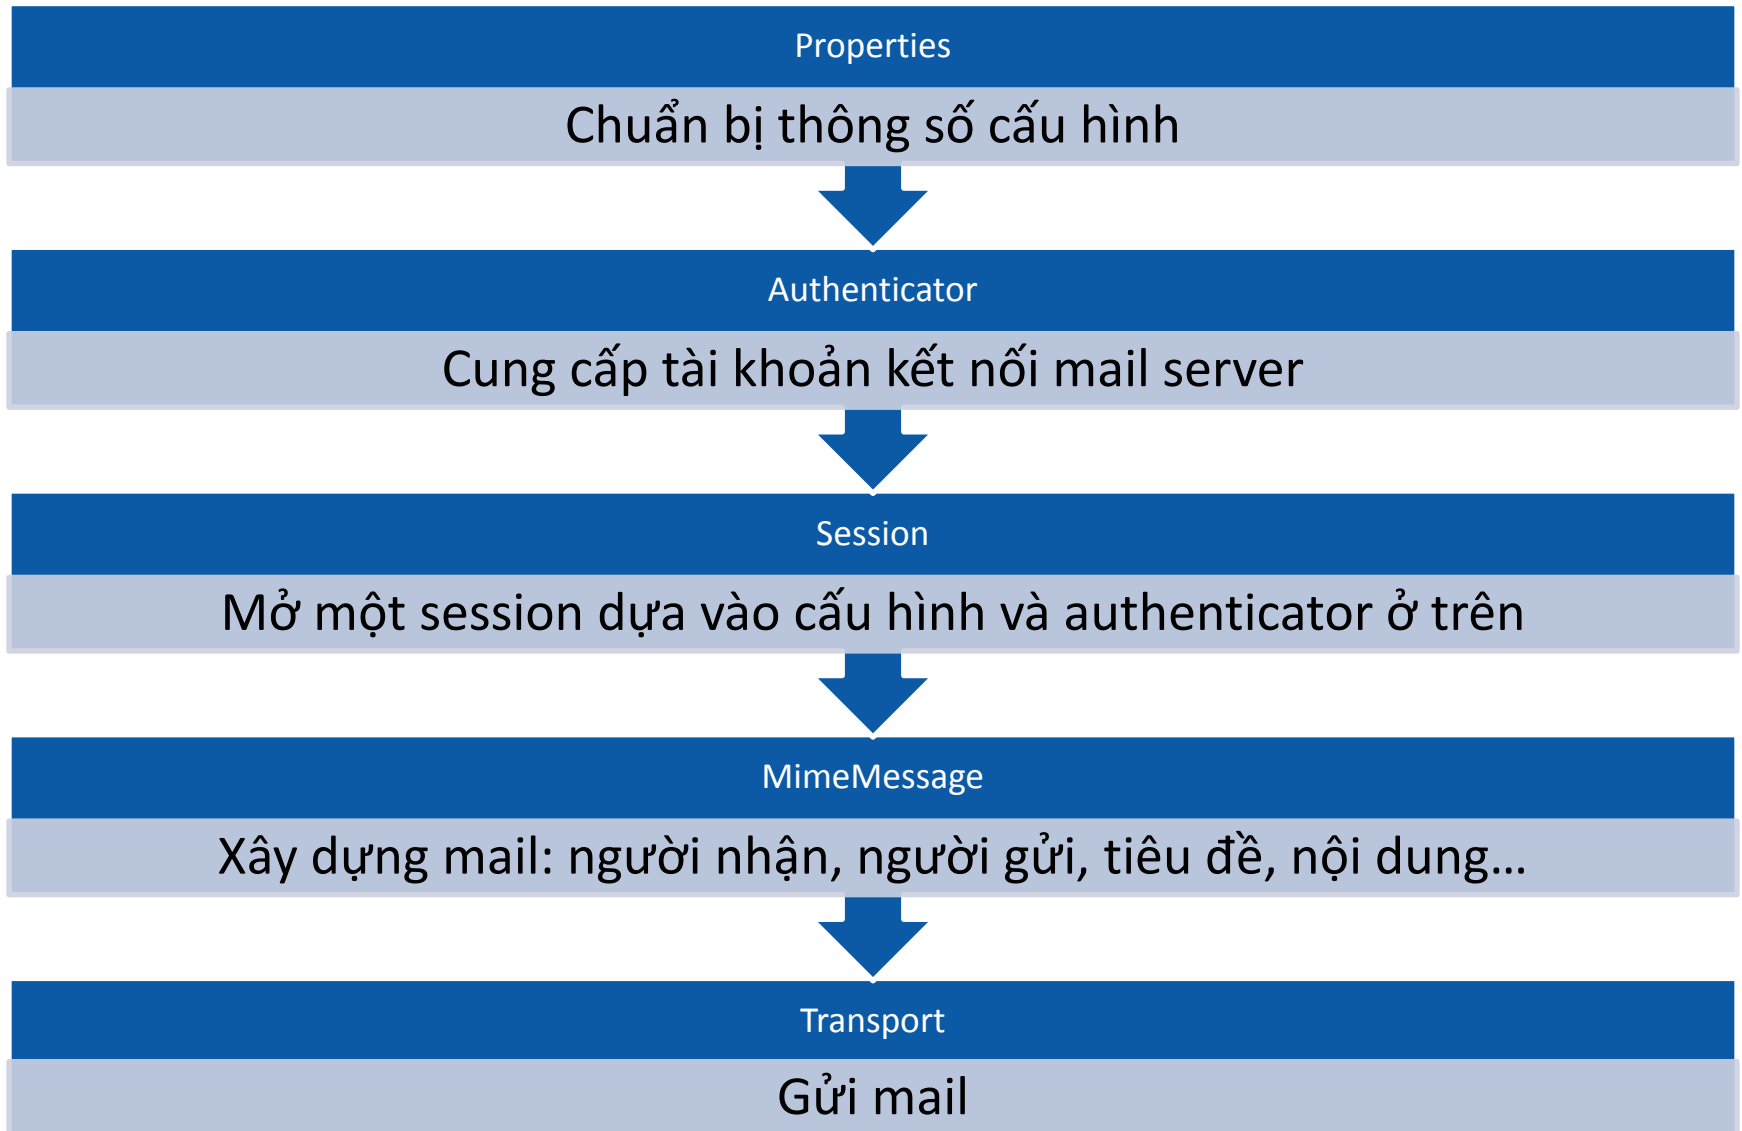 Properties
Chuẩn bị thông số cấu hình
Authenticator
Cung cấp tài khoản kết nối mail server
Session
Mở một session dựa vào cấu hình và authenticator ở trên
MimeMessage
Xây dựng mail: người nhận, người gửi, tiêu đề, nội dung…
Transport
Gửi mail